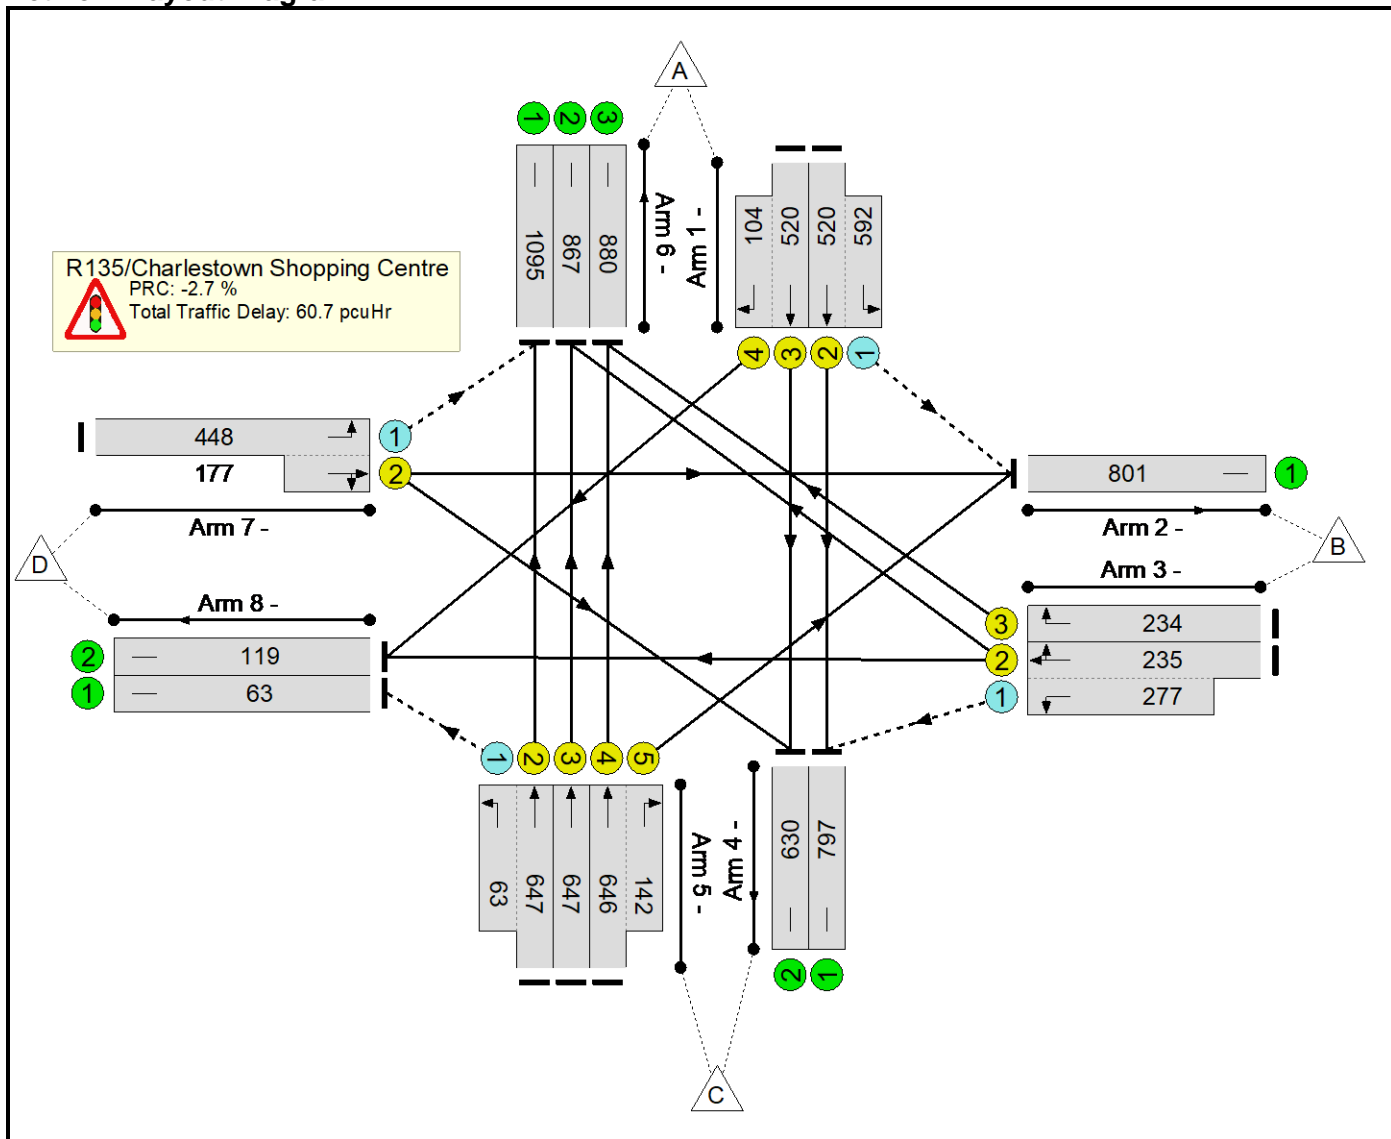 A
1 2 3
1095 867 880
Arm 6 -
Arm 1 -
104 520 520 592
4 3 2 1
R135/Charlestown Shopping Centre
PRC: -2.7 %
Total Traffic Delay: 60.7 pcuHr
448 1
177 2
Arm 7 -
D
Arm 8 -
2 119
1 63
801 1
Arm 2 -
B
Arm 3 -
3 234
2 235
1 277
1 2 3 4 5
63 647 647 646 142
Arm 5 -
Arm 4 -
630 797
2 1
C